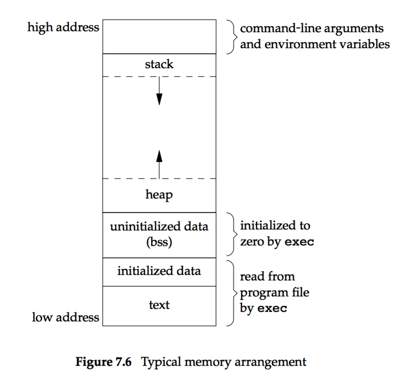 high address
command-line arguments
and environment variables
stack
heap
uninitialized data
(bss)
initialized to
zero by exec
initialized data
read from
program file
by exec
text
low address
Figure 7.6 Typical memory arrangement